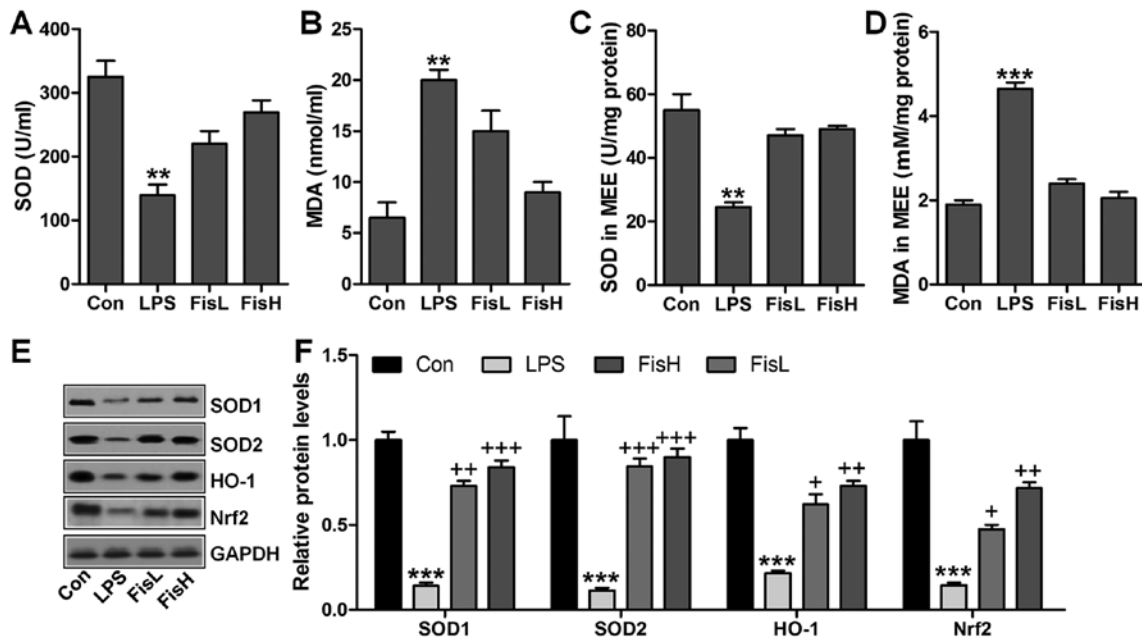 A
SOD (U/ml)
400
300
200
100
0
**
Con LPS FisL FisH
B
MDA (nmol/ml)
25
20
15
10
5
0
**
Con LPS FisL FisH
C
SOD in MEE (U/mg protein)
80
60
40
20
0
**
Con LPS FisL FisH
D
MDA in MEE (mM/mg protein)
6
4
2
0
***
Con LPS FisL FisH
E
SOD1
SOD2
HO-1
Nrf2
GAPDH
Con LPS FisL FisH
F
Relative protein levels
1.5
1.0
0.5
0.0
Con LPS FisH FisL
*** ++ +++
*** +++ +++
*** + ++
*** + ++
SOD1 SOD2 HO-1 Nrf2